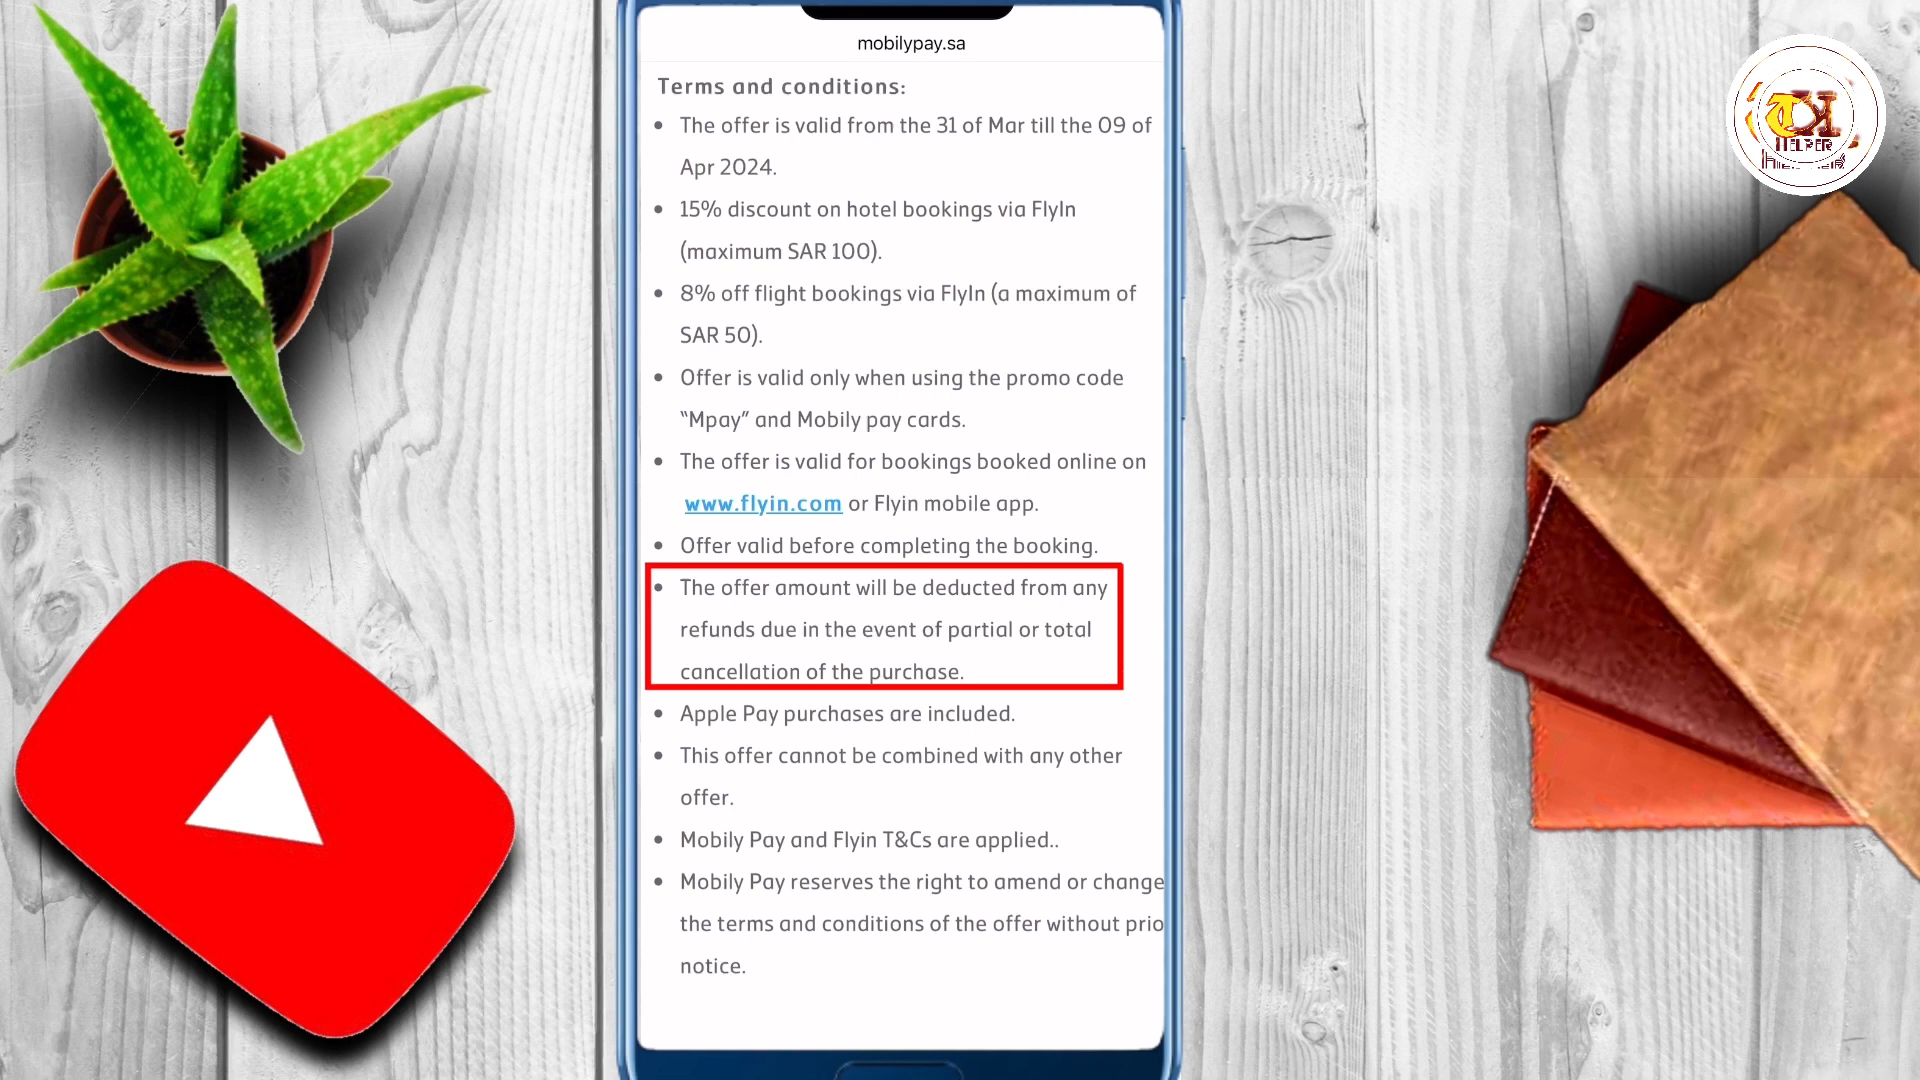 mobilypay.sa
TK
HELPER
Terms and conditions:
• The offer is valid from the 31 of Mar till the 09 of
Apr 2024.
• 15% discount on hotel bookings via FlyIn
(maximum SAR 100).
• 8% off flight bookings via FlyIn (a maximum of
SAR 50).
• Offer is valid only when using the promo code
“Mpay” and Mobily pay cards.
• The offer is valid for bookings booked online on
www.flyin.com or Flyin mobile app.
• Offer valid before completing the booking.
• The offer amount will be deducted from any
refunds due in the event of partial or total
cancellation of the purchase.
• Apple Pay purchases are included.
• This offer cannot be combined with any other
offer.
• Mobily Pay and Flyin T&Cs are applied..
• Mobily Pay reserves the right to amend or change
the terms and conditions of the offer without prio
notice.